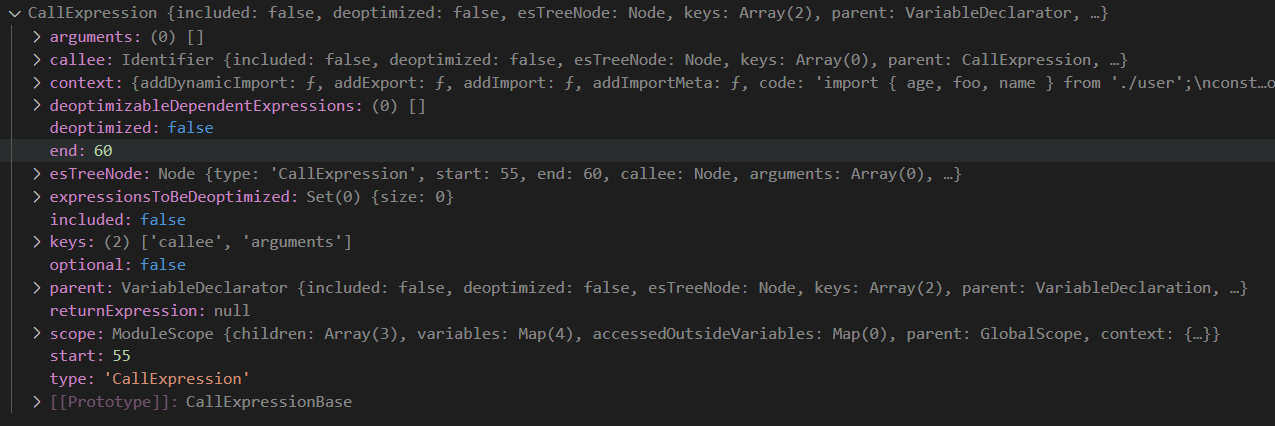 CallExpression {included: false, deoptimized: false, esTreeNode: Node, keys: Array(2), parent: VariableDeclarator, …}
arguments: (0) []
callee: Identifier {included: false, deoptimized: false, esTreeNode: Node, keys: Array(0), parent: CallExpression, …}
context: {addDynamicImport: ƒ, addExport: ƒ, addImport: ƒ, addImportMeta: ƒ, code: 'import { age, foo, name } from './user';\nconst…o
deoptimizableDependentExpressions: (0) []
deoptimized: false
end: 60
esTreeNode: Node {type: 'CallExpression', start: 55, end: 60, callee: Node, arguments: Array(0), …}
expressionsToBeDeoptimized: Set(0) {size: 0}
included: false
keys: (2) ['callee', 'arguments']
optional: false
parent: VariableDeclarator {included: false, deoptimized: false, esTreeNode: Node, keys: Array(2), parent: VariableDeclaration, …}
returnExpression: null
scope: ModuleScope {children: Array(3), variables: Map(4), accessedOutsideVariables: Map(0), parent: GlobalScope, context: {…}}
start: 55
type: 'CallExpression'
[[Prototype]]: CallExpressionBase